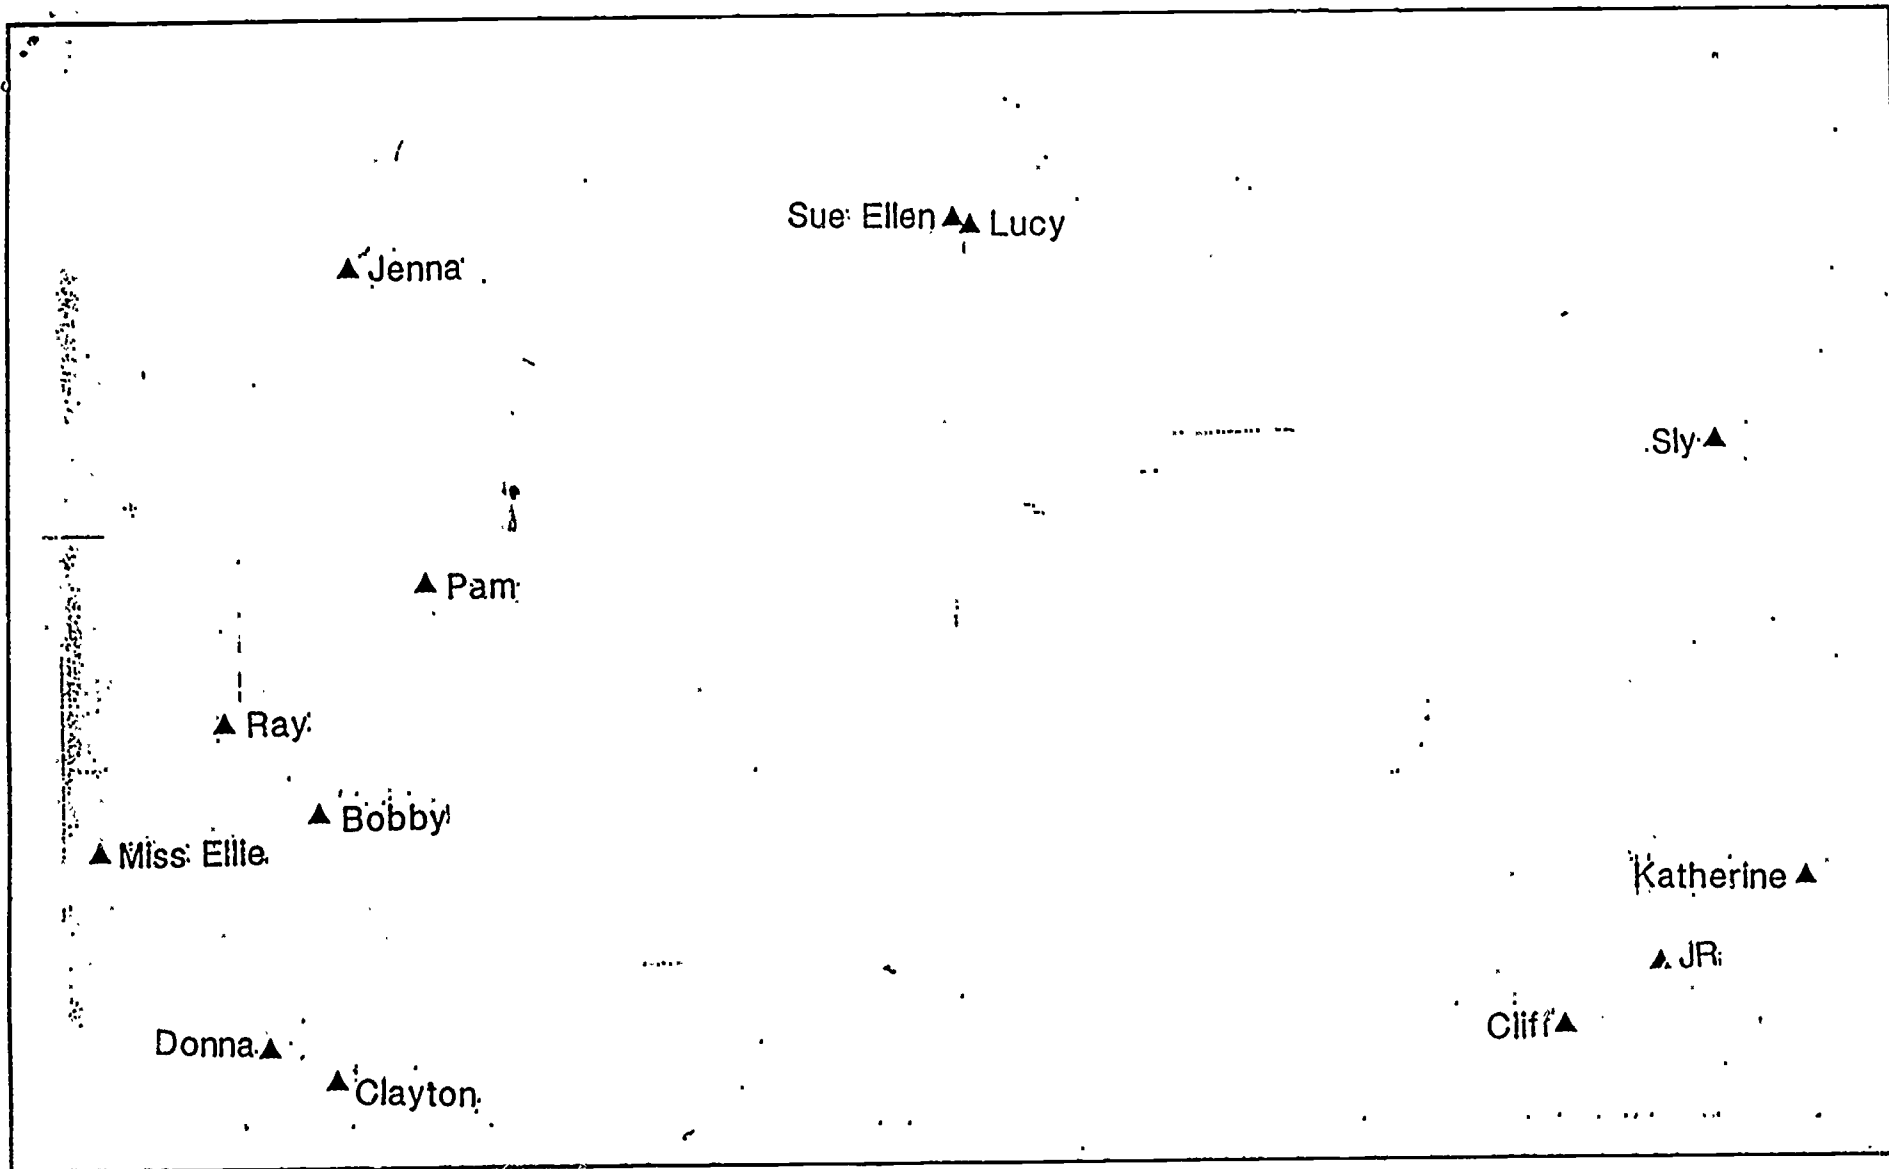 Sue Ellen
Lucy
Jenna
Sly
Pam
Ray
Bobby
Miss Ellie
Katherine
JR
Cliff
Donna
Clayton